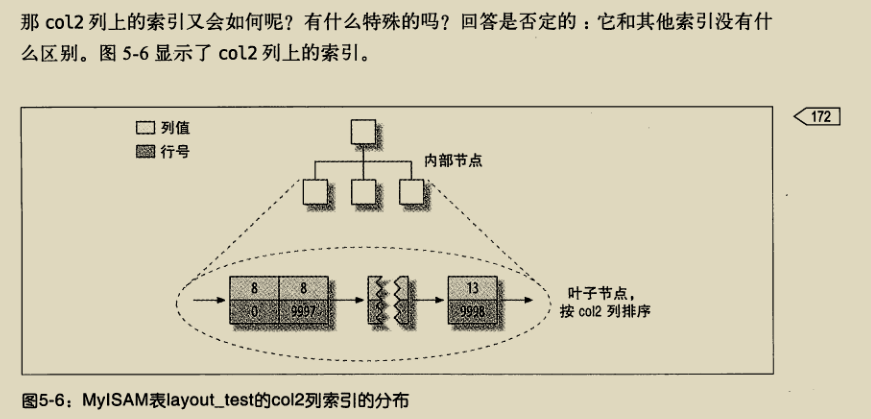 那 col2 列上的索引又会如何呢？有什么特殊的吗？回答是否定的：它和其他索引没有什
么区别。图 5-6 显示了 col2 列上的索引。
172
列值
行号
内部节点
8 8 13
0 9997 9998
叶子节点，
按 col2 列排序
图5-6：MyISAM表layout_test的col2列索引的分布